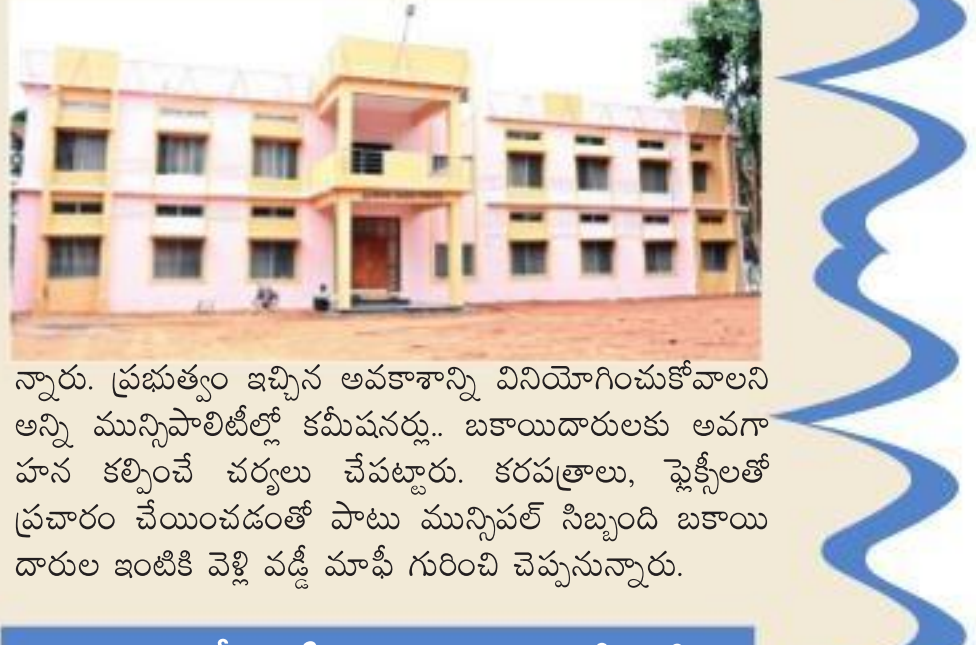 న్నారు. ప్రభుత్వం ఇచ్చిన అవకాశాన్ని వినియోగించుకోవాలని
అన్ని మున్సిపాలిటీల్లో కమీషనర్లు.. బకాయిదారులకు అవగా
హన కల్పించే చర్యలు చేపట్టారు. కరపత్రాలు, ఫ్లెక్సీలతో
ప్రచారం చేయించడంతో పాటు మున్సిపల్ సిబ్బంది బకాయి
దారుల ఇంటికి వెళ్లి వడ్డీ మాఫీ గురించి చెప్పనున్నారు.